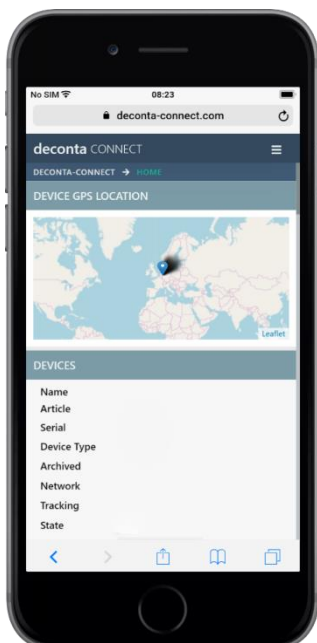 No SIM 08:23
deconta-connect.com
deconta CONNECT
DECONTA-CONNECT → HOME
DEVICE GPS LOCATION
Leaflet
DEVICES
Name
Article
Serial
Device Type
Archived
Network
Tracking
State